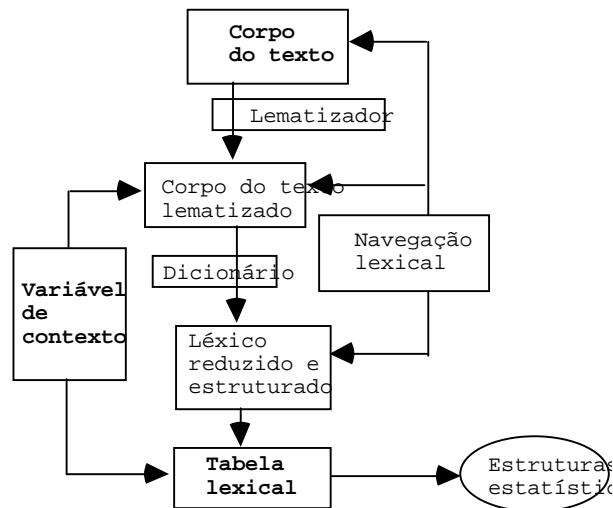 Corpo
do texto
Lematizador
Corpo do texto
lematizado
Navegação
lexical
Dicionário
Variável
de
contexto
Léxico
reduzido e
estruturado
Tabela
lexical
Estruturas
estatístic